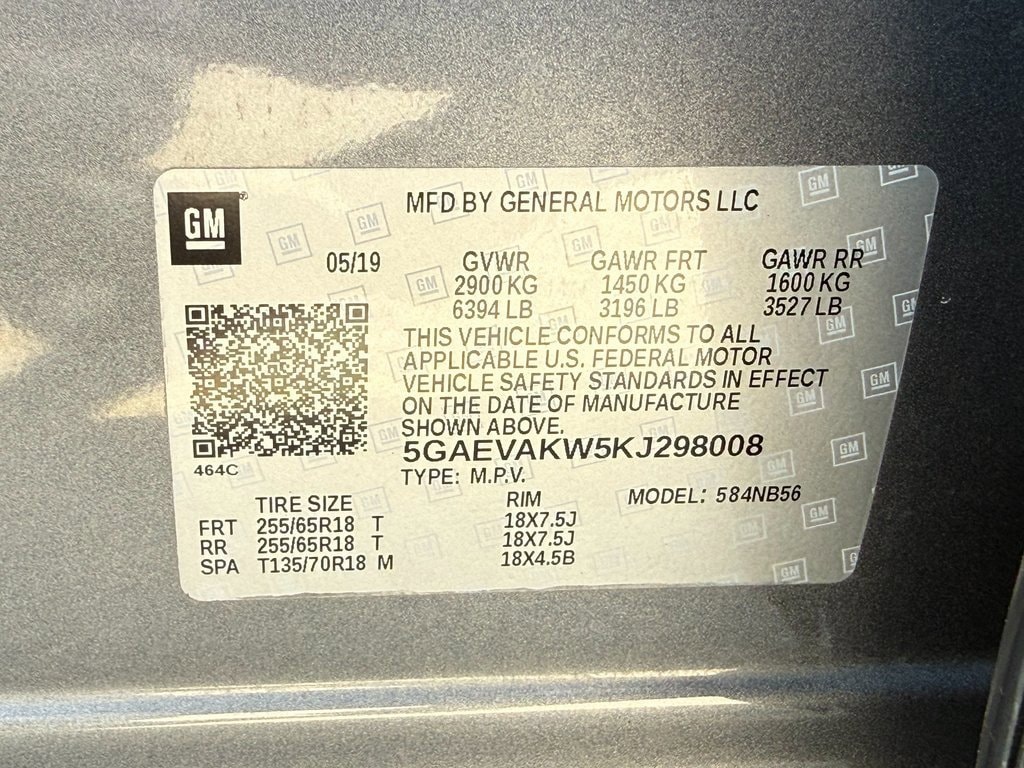 GM
MFD BY GENERAL MOTORS LLC
05/19 GVWR GAWR FRT GAWR RR
2900 KG 1450 KG 1600 KG
6394 LB 3196 LB 3527 LB
THIS VEHICLE CONFORMS TO ALL
APPLICABLE U.S. FEDERAL MOTOR
VEHICLE SAFETY STANDARDS IN EFFECT
ON THE DATE OF MANUFACTURE
SHOWN ABOVE.
5GAEVAKW5KJ298008
464C
TYPE: M.P.V.
TIRE SIZE RIM MODEL: 584NB56
FRT 255/65R18 T 18X7.5J
RR 255/65R18 T 18X7.5J
SPA T135/70R18 M 18X4.5B